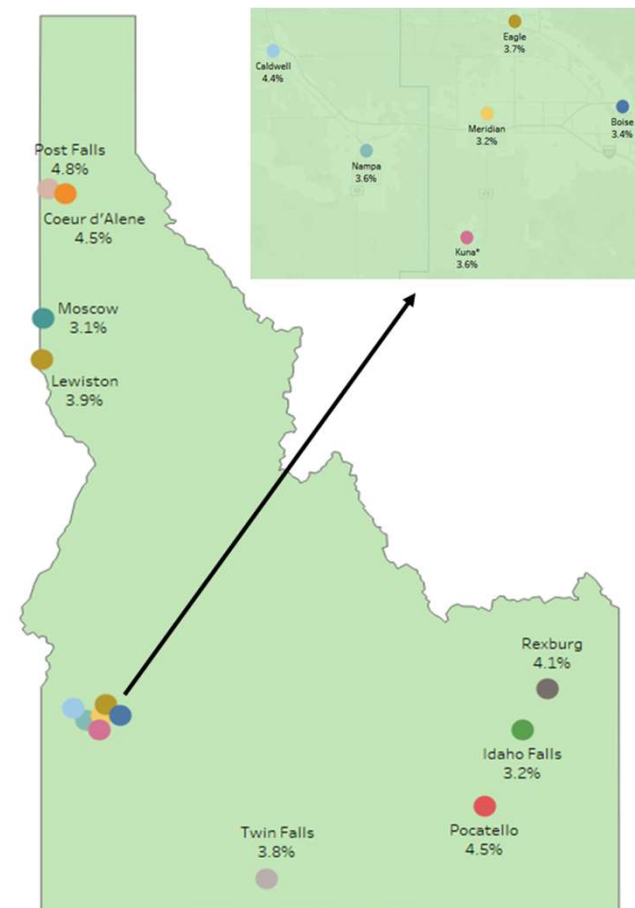 Eagle
3.7%
Caldwell
4.4%
Boise
3.4%
Meridian
3.2%
Nampa
3.6%
Kuna*
3.6%
Post Falls
4.8%
Coeur d'Alene
4.5%
Moscow
3.1%
Lewiston
3.9%
Rexburg
4.1%
Idaho Falls
3.2%
Pocatello
4.5%
Twin Falls
3.8%